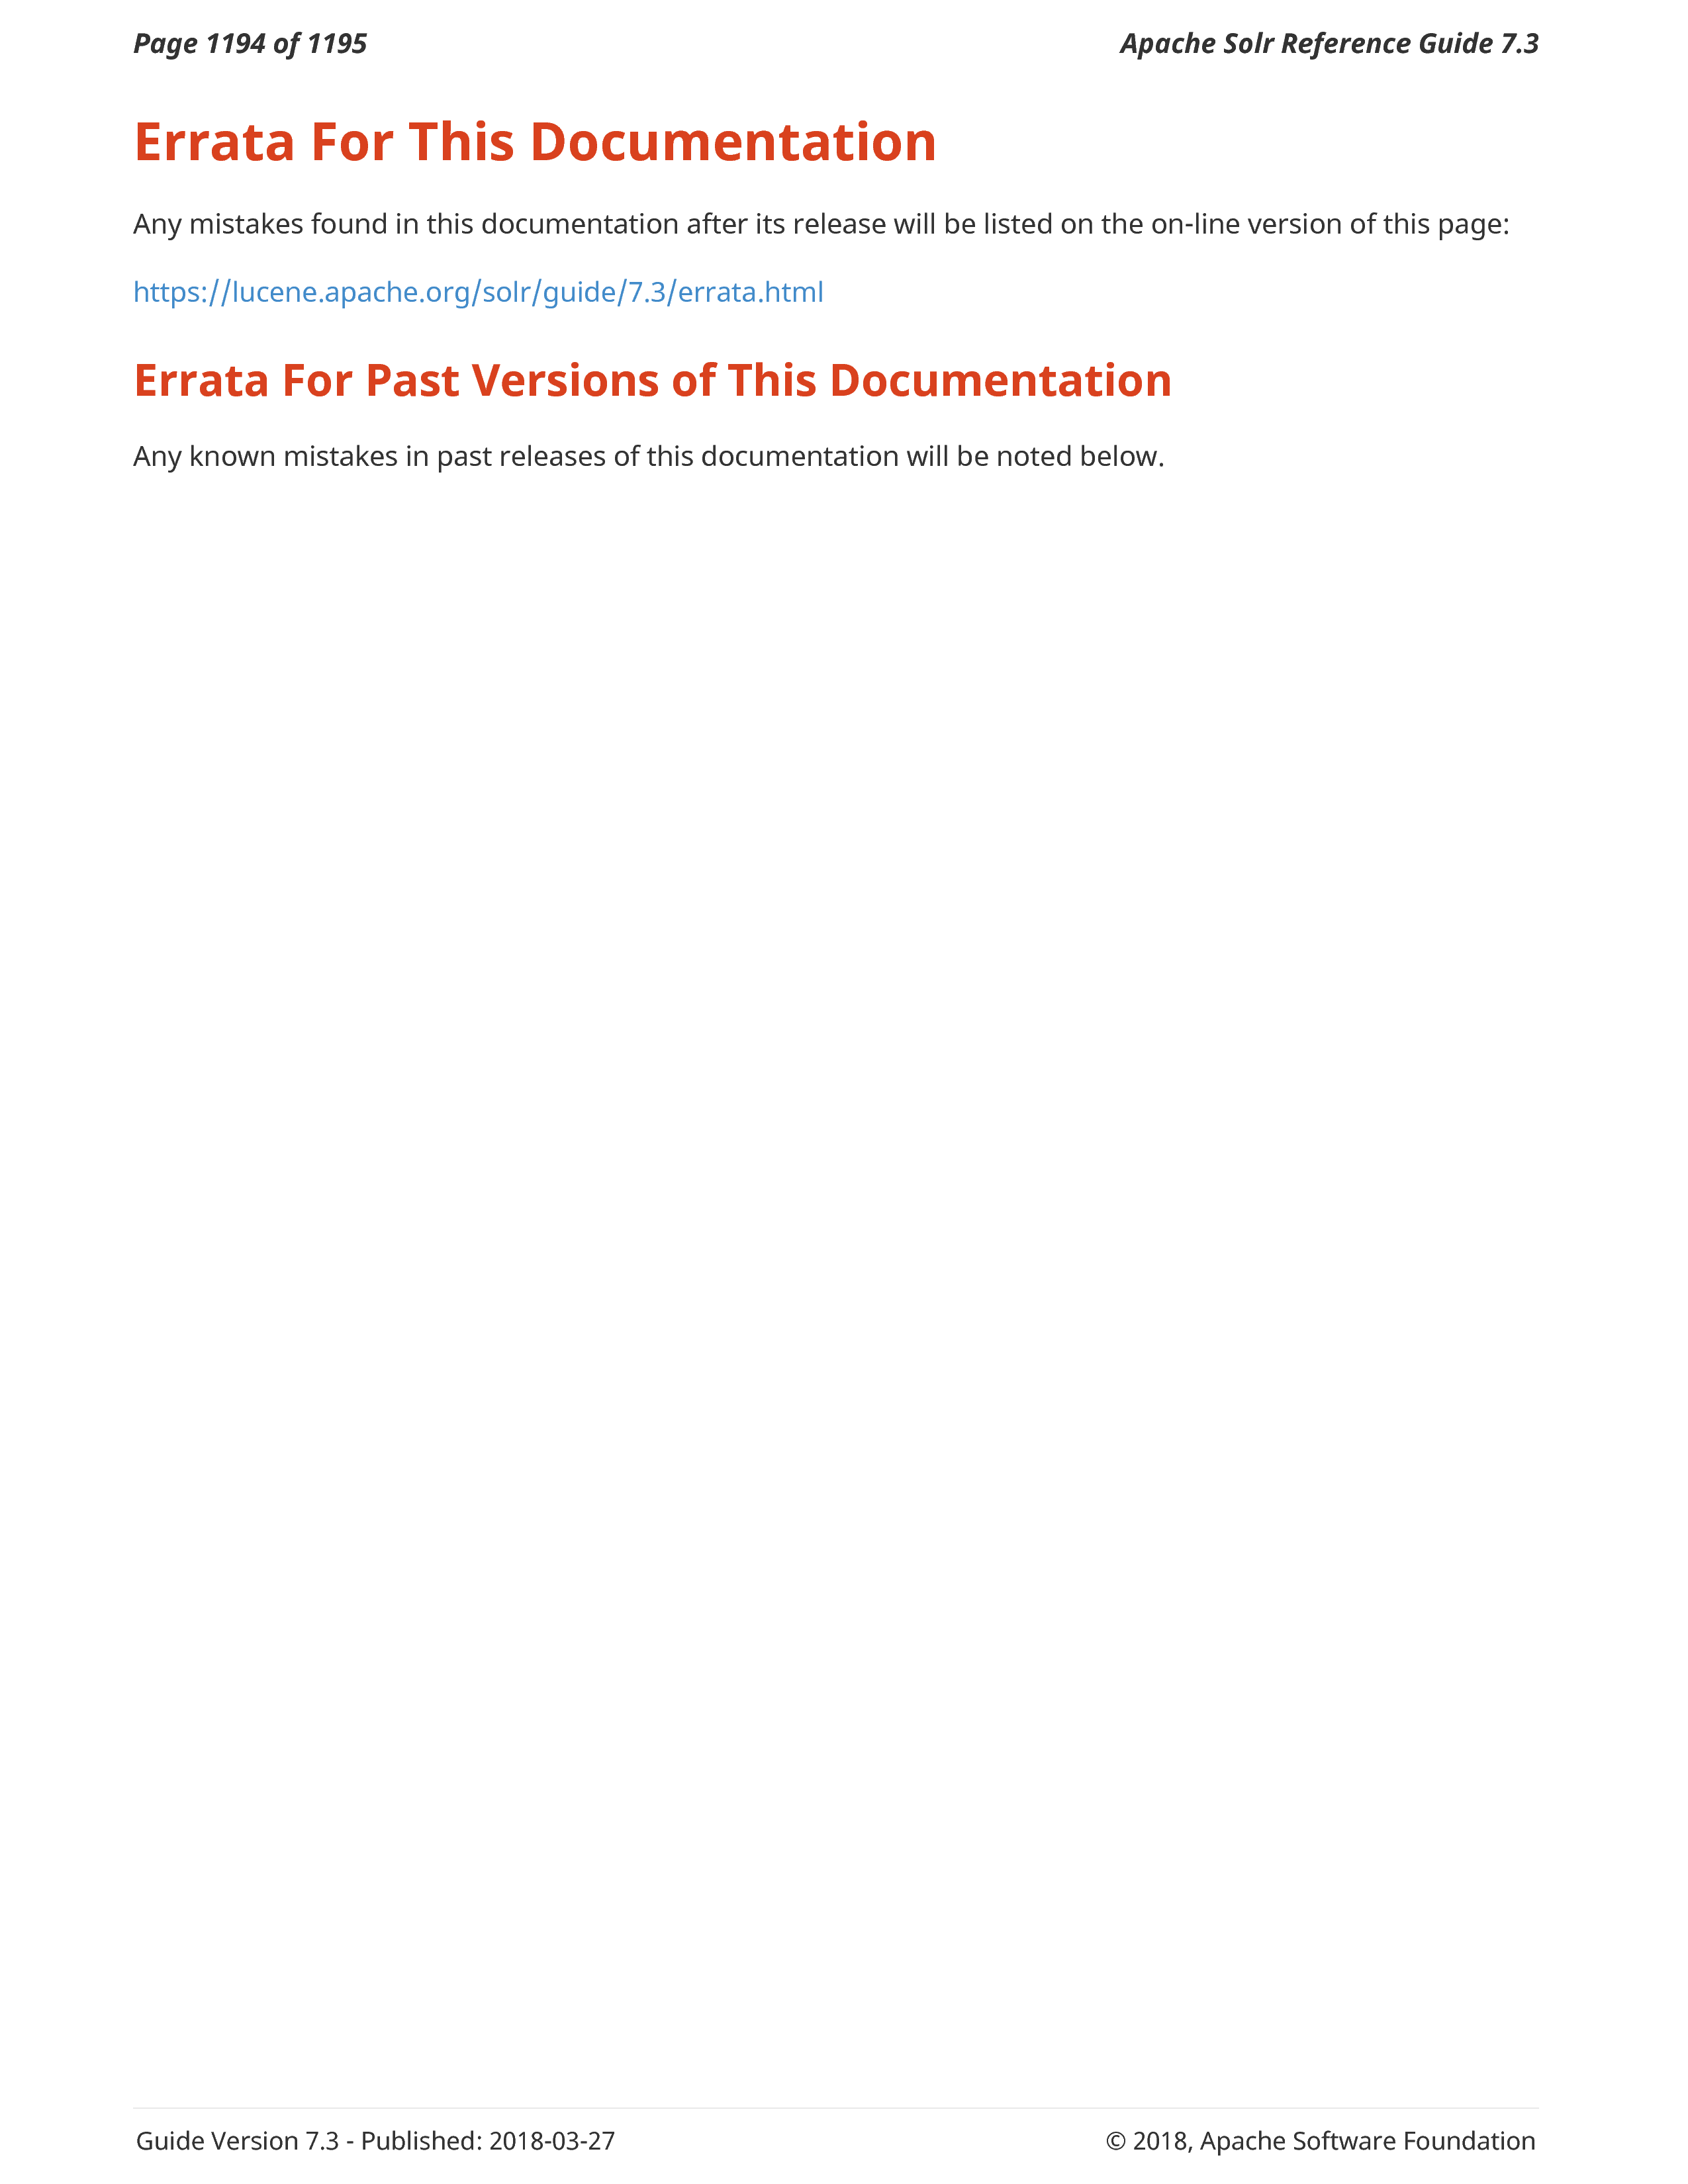 Page 1194 of 1195
Apache Solr Reference Guide 7.3
Errata For This Documentation
Any mistakes found in this documentation after its release will be listed on the on-line version of this page:
https://lucene.apache.org/solr/guide/7.3/errata.html
Errata For Past Versions of This Documentation
Any known mistakes in past releases of this documentation will be noted below.
Guide Version 7.3 - Published: 2018-03-27
© 2018, Apache Software Foundation